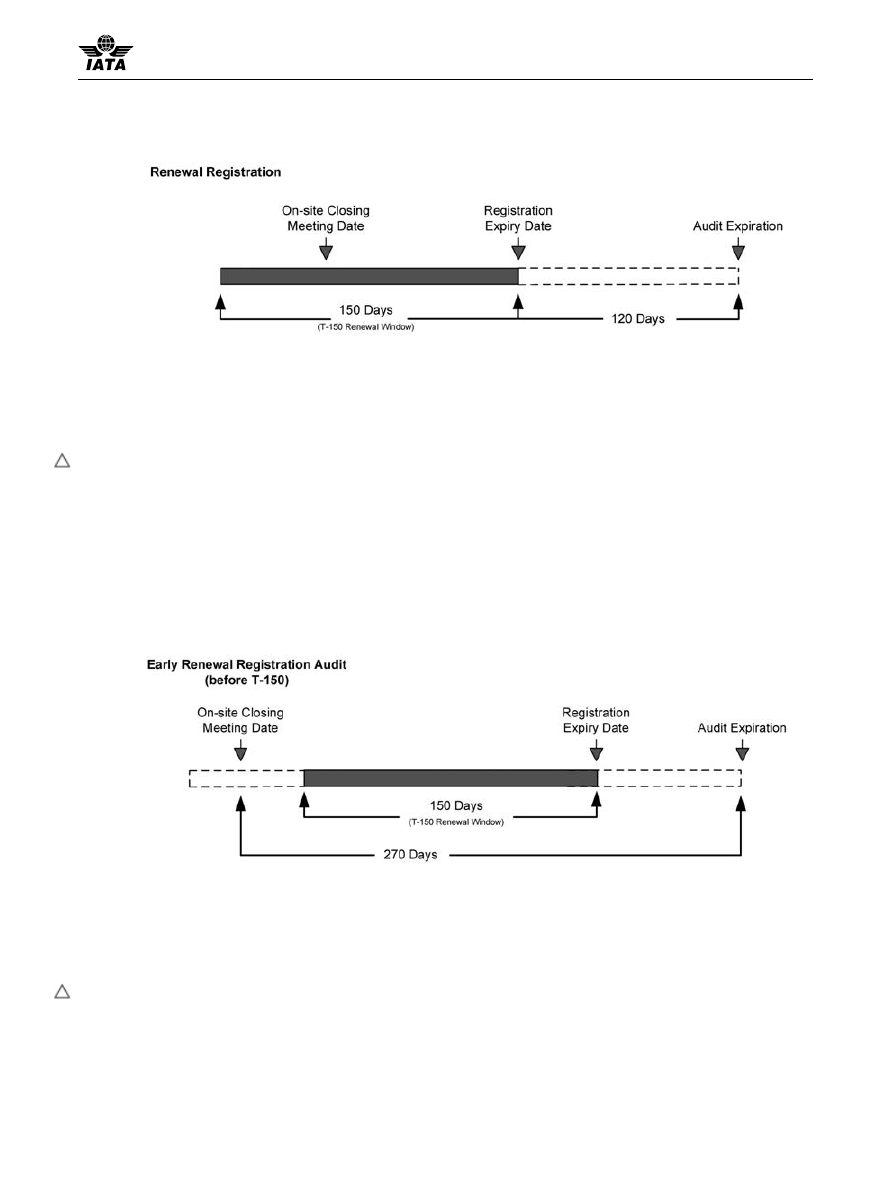 IATA
Renewal Registration
On-site Closing
Meeting Date
Registration
Expiry Date
Audit Expiration
150 Days
(T-150 Renewal Window)
120 Days
Early Renewal Registration Audit
(before T-150)
On-site Closing
Meeting Date
Registration
Expiry Date
Audit Expiration
150 Days
(T-150 Renewal Window)
270 Days